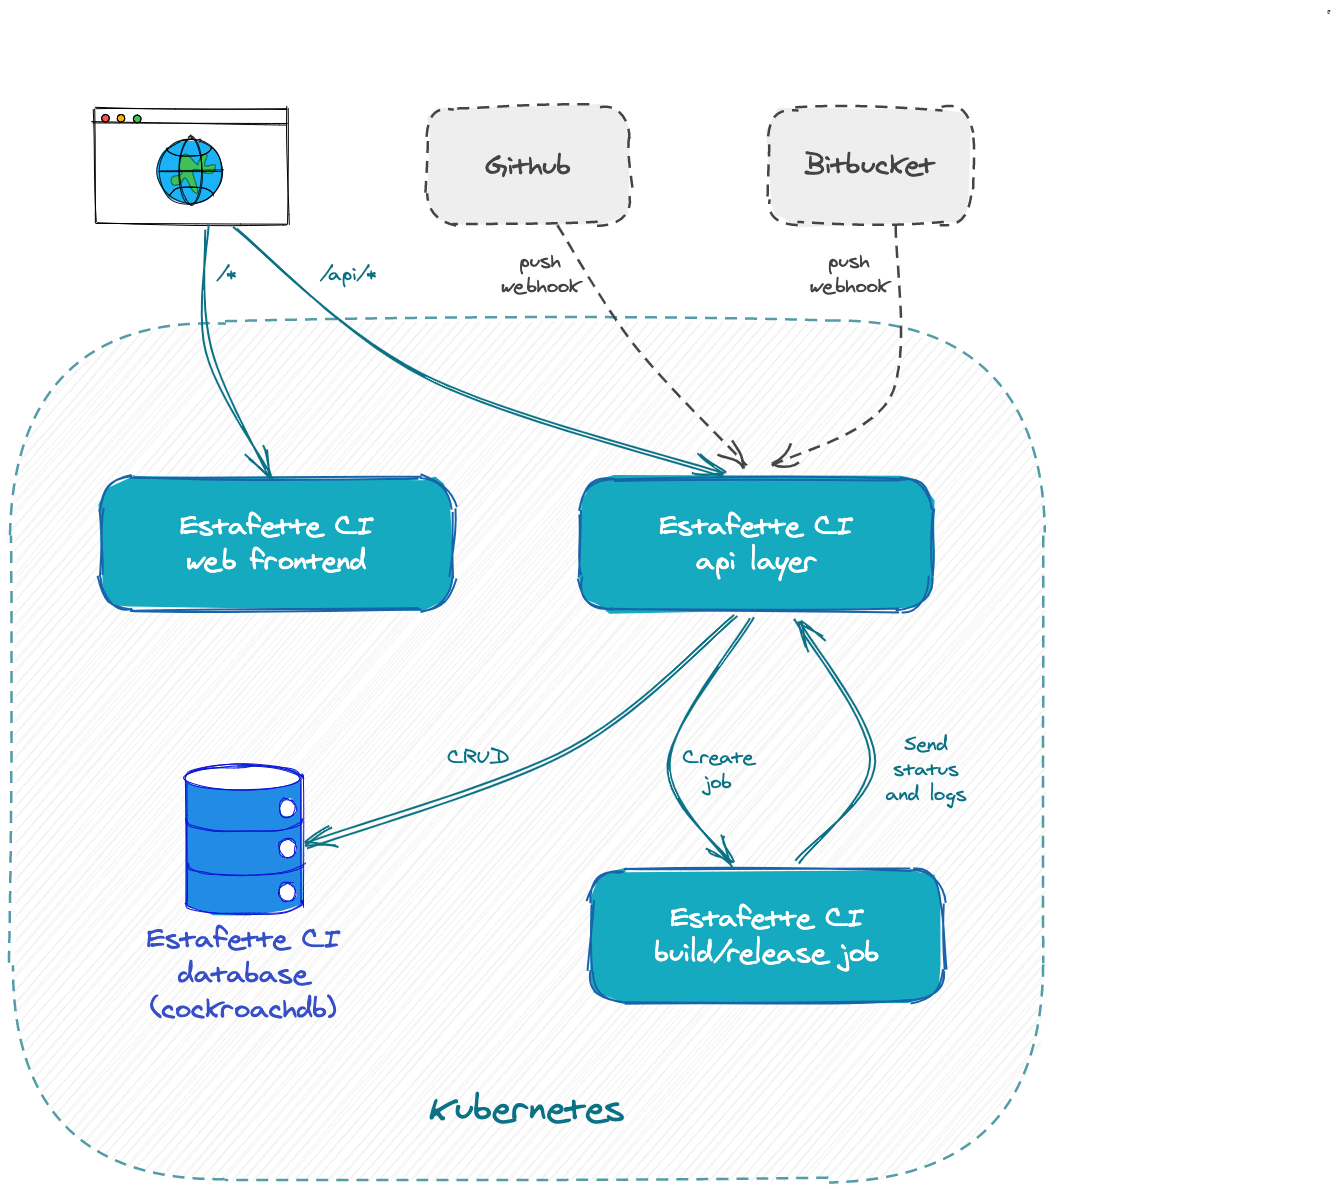 Github
Bitbucket
/*
/api/*
push
webhook
push
webhook
Estafette CI
web frontend
Estafette CI
api layer
CRUD
Create
job
Send
status
and logs
Estafette CI
database
(cockroachdb)
Estafette CI
build/release job
Kubernetes